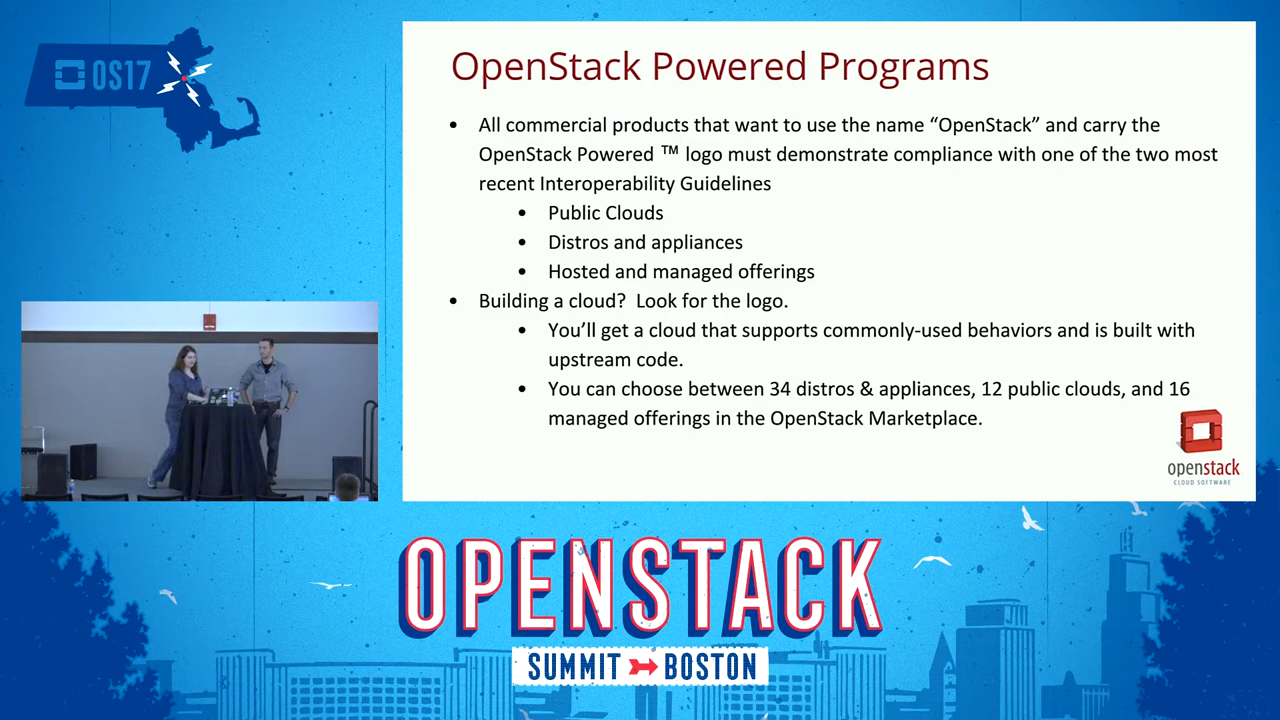 OS17
OpenStack Powered Programs
• All commercial products that want to use the name “OpenStack” and carry the
OpenStack Powered ™ logo must demonstrate compliance with one of the two most
recent Interoperability Guidelines
• Public Clouds
• Distros and appliances
• Hosted and managed offerings
• Building a cloud? Look for the logo.
• You’ll get a cloud that supports commonly-used behaviors and is built with
upstream code.
• You can choose between 34 distros & appliances, 12 public clouds, and 16
managed offerings in the OpenStack Marketplace.
openstack
CLOUD SOFTWARE
OPENSTACK
SUMMIT BOSTON